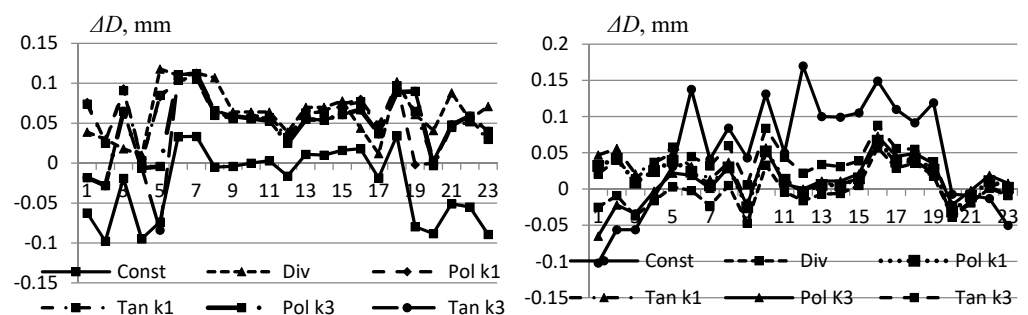 ΔD, mm
0.15
0.1
0.05
0
-0.05
-0.1
-0.15
1 3 5 7 9 11 13 15 17 19 21 23
Const Div Pol k1
Tan k1 Pol k3 Tan k3
ΔD, mm
0.2
0.15
0.1
0.05
0
-0.05
-0.1
-0.15
1 3 5 7 9 11 13 15 17 19 21 23
Const Div Pol k1
Tan k1 Pol K3 Tan k3